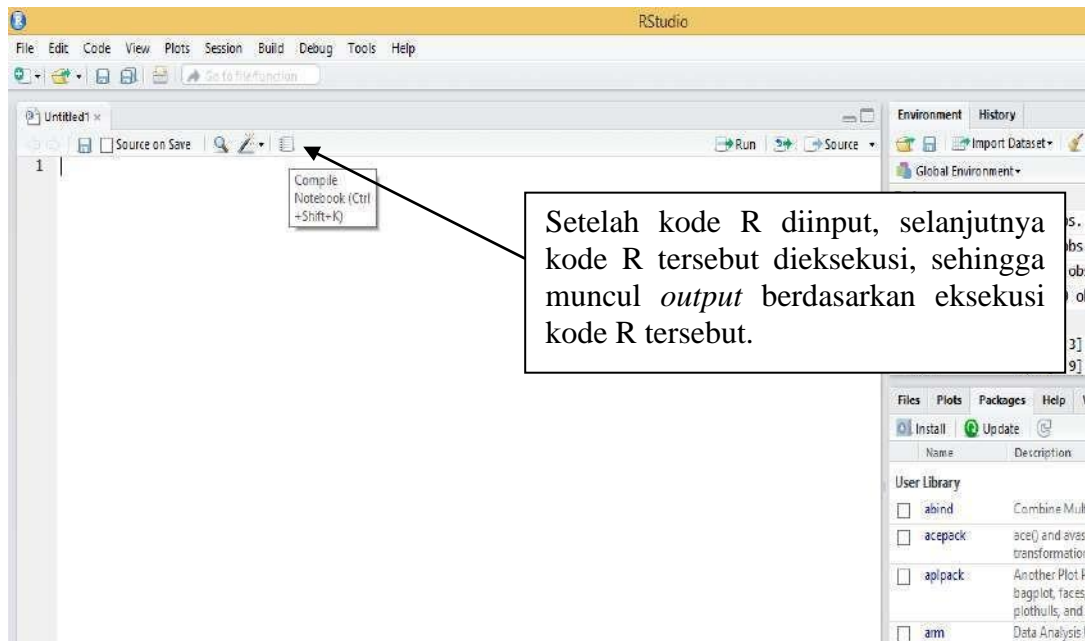 RStudio
File Edit Code View Plots Session Build Debug Tools Help
Go to file/function
Untitled1 ×
Source on Save
Run
Source
1
Compile
Notebook (Ctrl
+Shift+K)
Setelah kode R diinput, selanjutnya
kode R tersebut dieksekusi, sehingga
muncul output berdasarkan eksekusi
kode R tersebut.
Environment History
Import Dataset
Global Environment
3]
9]
Files Plots Packages Help
Install Update
Name Description
User Library
abind Combine
acepack ace() and
aplpack Another Plot
bagplot, faces
plothulls, and
arm Data Analysis